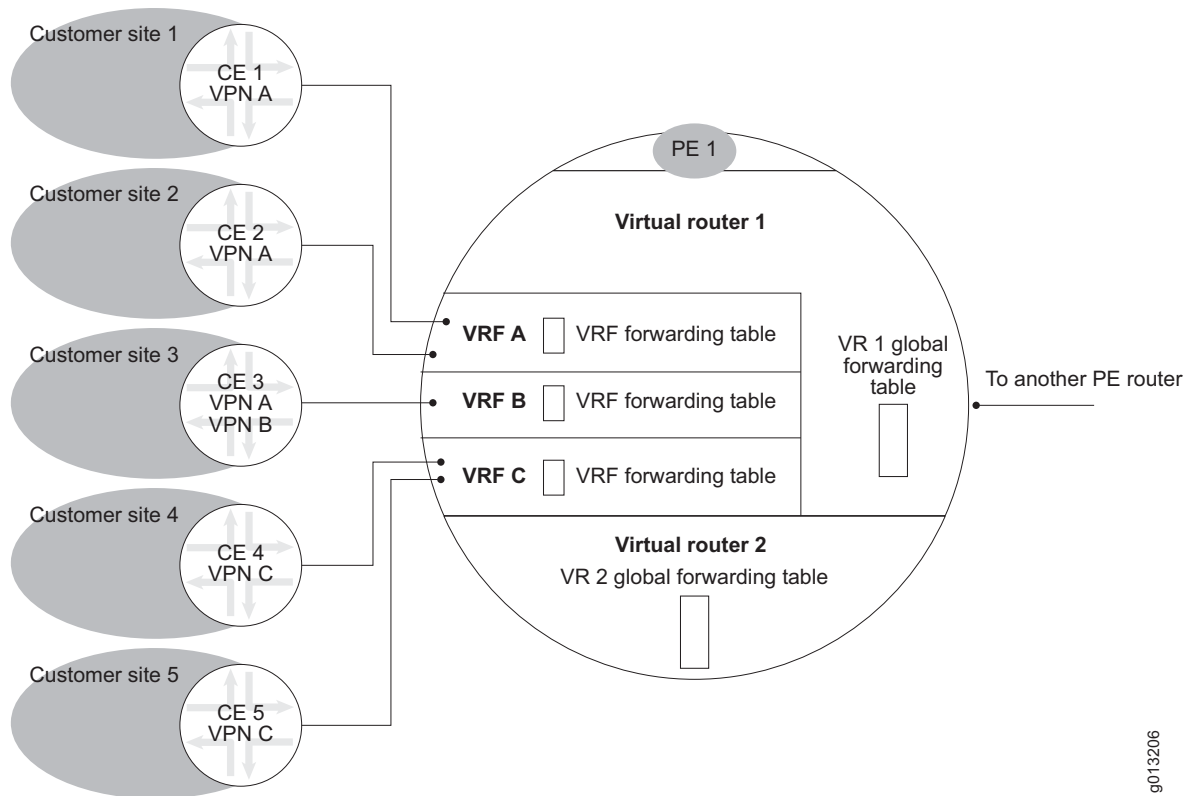 Customer site 1
CE 1
VPN A
Customer site 2
CE 2
VPN A
Customer site 3
CE 3
VPN A
VPN B
Customer site 4
CE 4
VPN C
Customer site 5
CE 5
VPN C
PE 1
Virtual router 1
VRF A VRF forwarding table
VRF B VRF forwarding table
VRF C VRF forwarding table
VR 1 global
forwarding
table
To another PE router
Virtual router 2
VR 2 global forwarding table
g013206